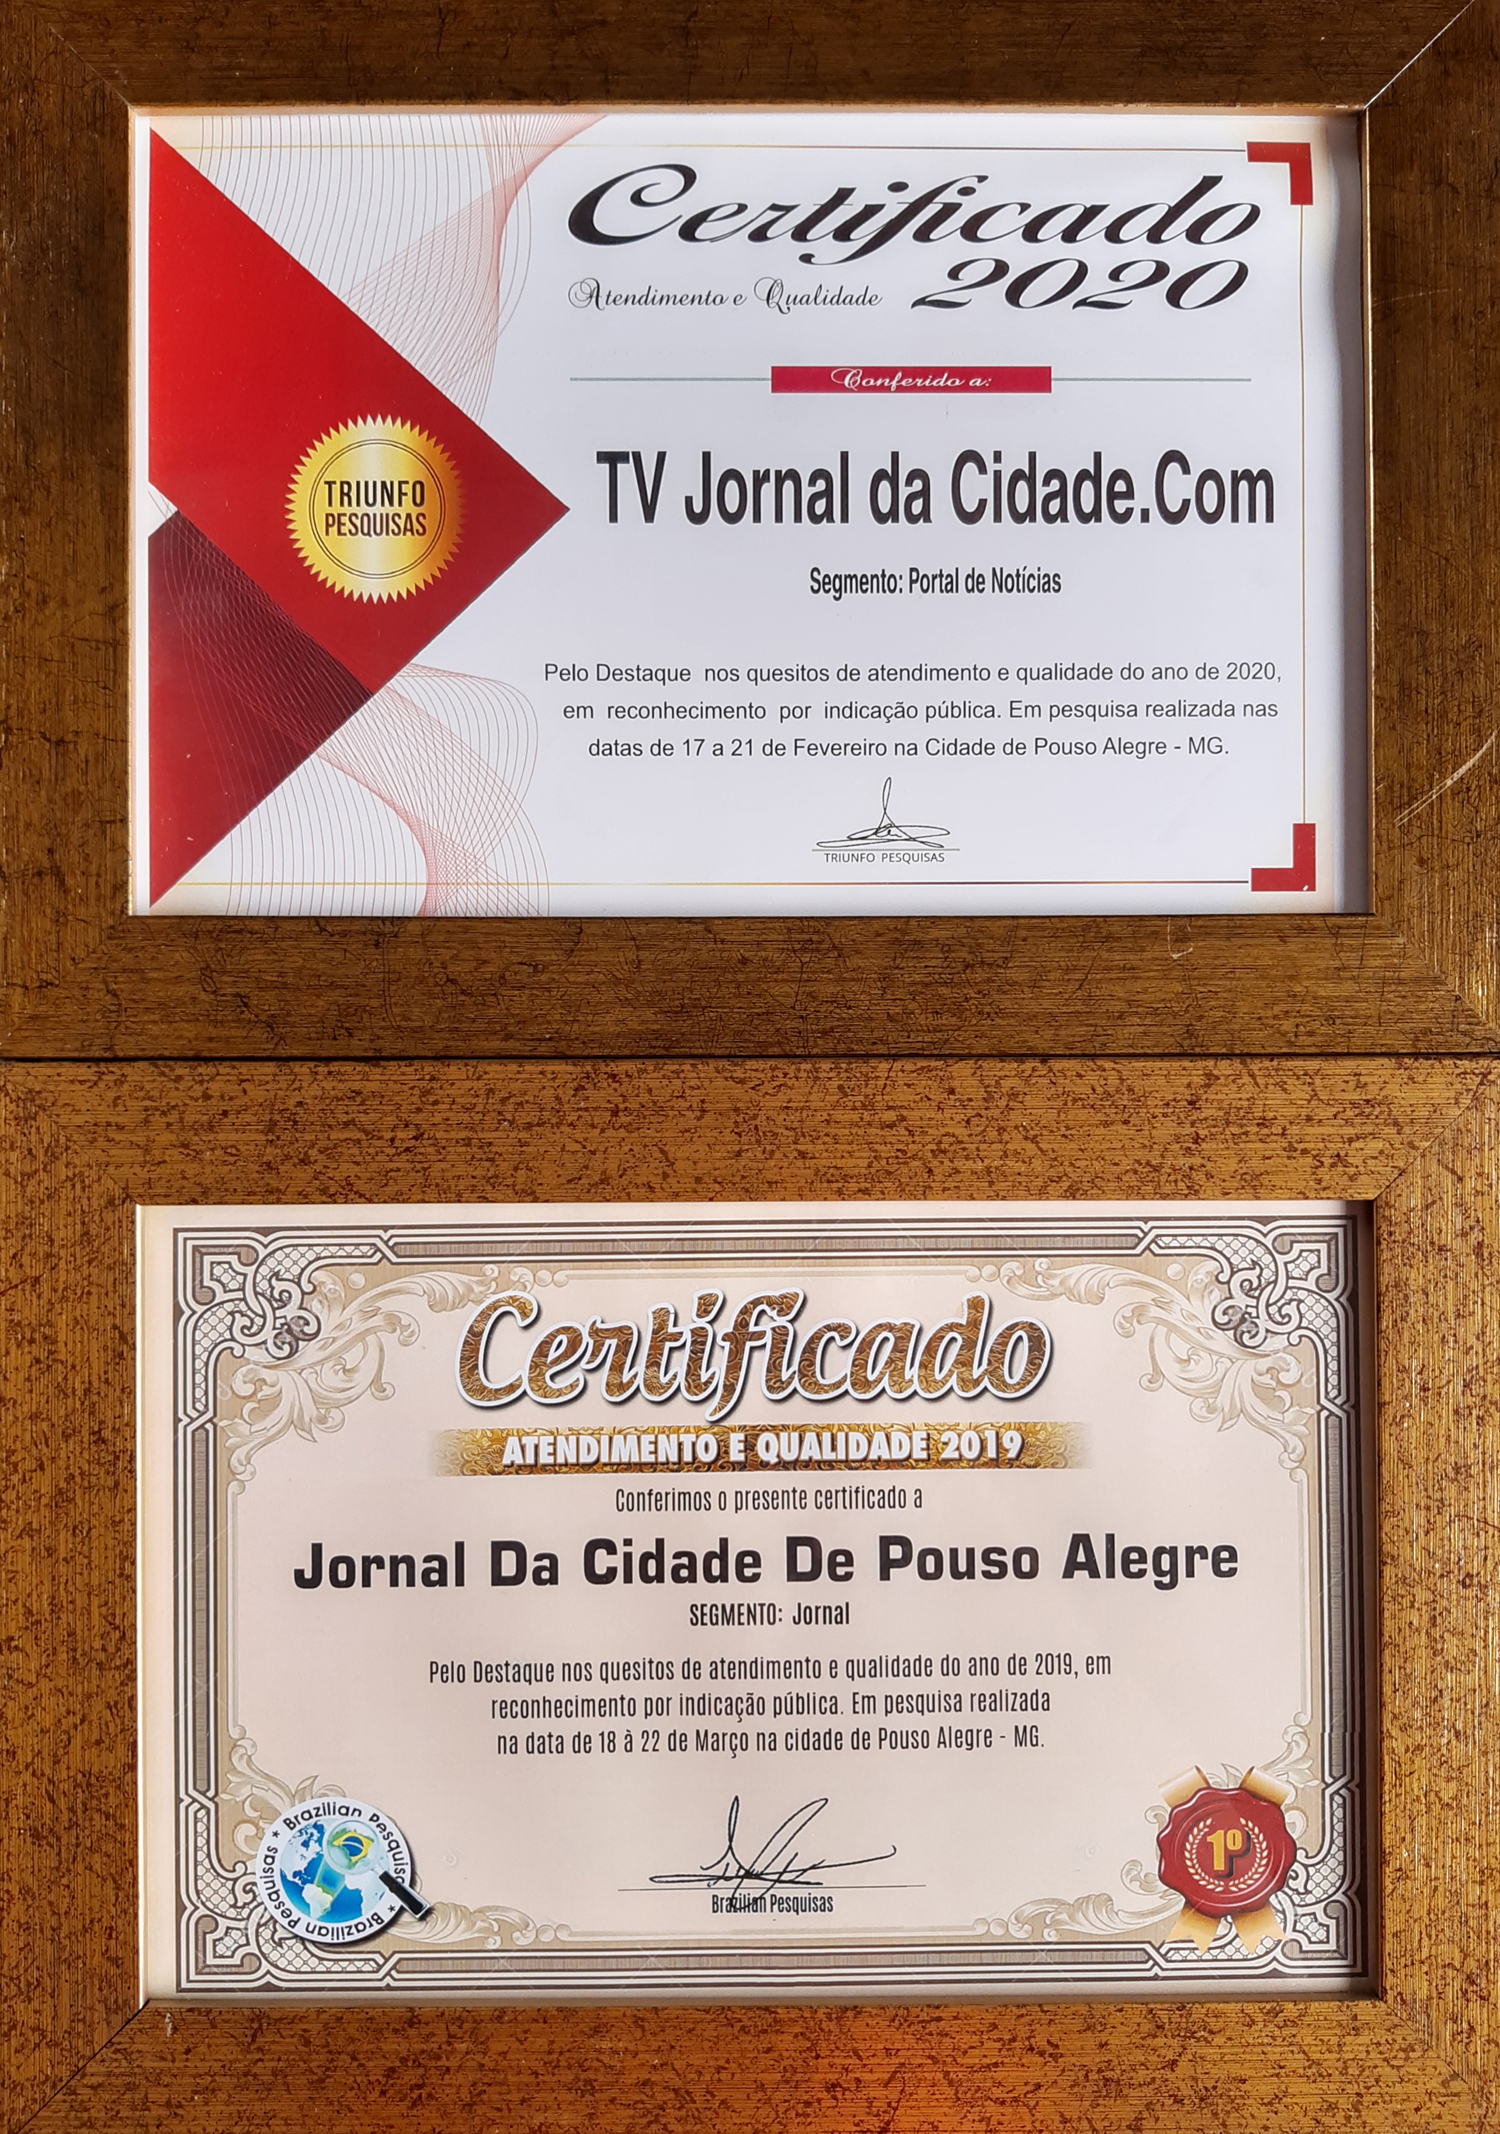 Certificado
2020
Atendimento e Qualidade
Conferido a:
TRIUNFO
PESQUISAS
TV Jornal da Cidade.Com
Segmento: Portal de Notícias
Pelo Destaque nos quesitos de atendimento e qualidade do ano de 2020,
em reconhecimento por indicação pública. Em pesquisa realizada nas
datas de 17 a 21 de Fevereiro na Cidade de Pouso Alegre - MG.
TRIUNFO PESQUISAS
Certificado
ATENDIMENTO E QUALIDADE 2019
Conferimos o presente certificado a
Jornal Da Cidade De Pouso Alegre
SEGMENTO: Jornal
Pelo Destaque nos quesitos de atendimento e qualidade do ano de 2019, em
reconhecimento por indicação pública. Em pesquisa realizada
na data de 18 à 22 de Março na cidade de Pouso Alegre - MG.
Brazilian Pesquisas * Brazilian Pesquisas *
1º
Brazilian Pesquisas